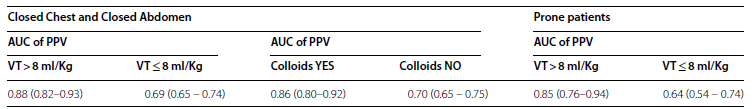 Closed Chest and Closed Abdomen Prone patients
AUC of PPV AUC of PPV AUC of PPV
VT > 8 ml/Kg VT ≤ 8 ml/Kg Colloids YES Colloids NO VT > 8 ml/Kg VT ≤ 8 ml/Kg
0.88 (0.82–0.93) 0.69 (0.65 – 0.74) 0.86 (0.80–0.92) 0.70 (0.65 – 0.75) 0.85 (0.76–0.94) 0.64 (0.54 – 0.74)